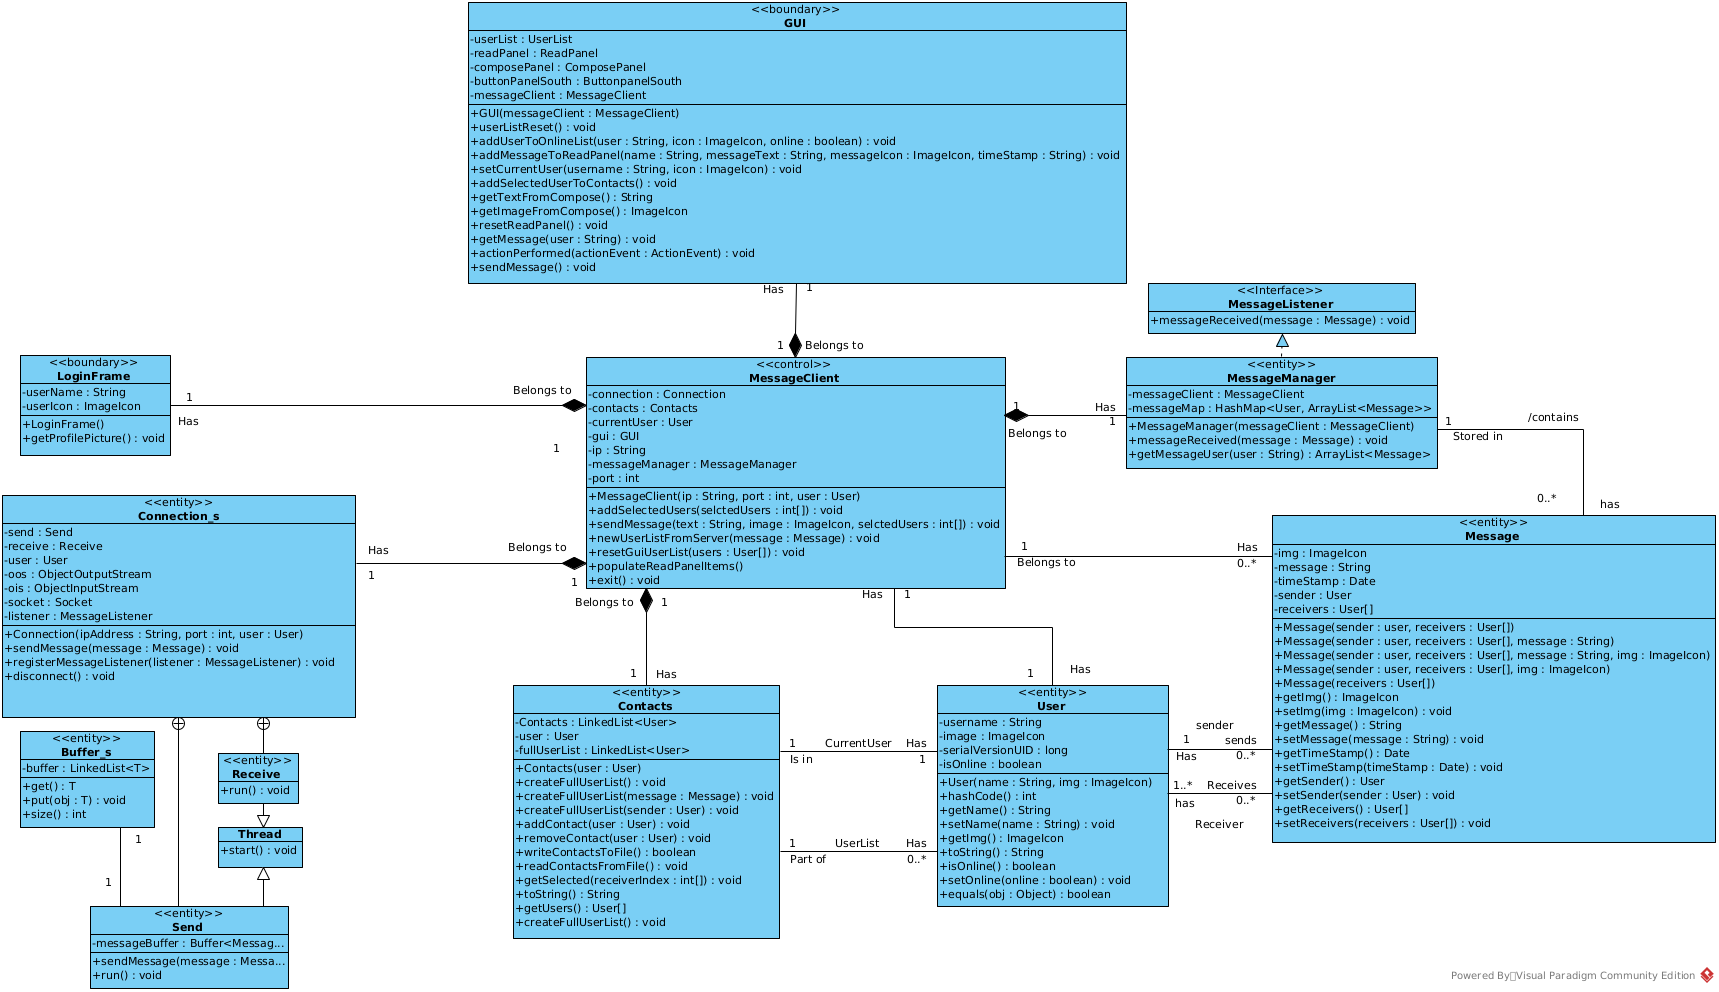 <<boundary>>
GUI
-userList : UserList
-readPanel : ReadPanel
-composePanel : ComposePanel
-buttonPanelSouth : ButtonpanelSouth
-messageClient : MessageClient
+GUI(messageClient : MessageClient)
+userListReset() : void
+addUserToOnlineList(user : String, icon : ImageIcon, online : boolean) : void
+addMessageToReadPanel(name : String, messageText : String, messageIcon : ImageIcon, timeStamp : String) : void
+setCurrentUser(username : String, icon : ImageIcon) : void
+addSelectedUserToContacts() : void
+getTextFromCompose() : String
+getImageFromCompose() : ImageIcon
+resetReadPanel() : void
+getMessage(user : String) : void
+actionPerformed(actionEvent : ActionEvent) : void
+sendMessage() : void
Has
1
1
Belongs to
<<Interface>>
MessageListener
+messageReceived(message : Message) : void
<<boundary>>
LoginFrame
-userName : String
-userIcon : ImageIcon
+LoginFrame()
+getProfilePicture() : void
1
Has
Belongs to
1
<<control>>
MessageClient
-connection : Connection
-contacts : Contacts
-currentUser : User
-gui : GUI
-ip : String
-messageManager : MessageManager
-port : int
+MessageClient(ip : String, port : int, user : User)
+addSelectedUsers(selctedUsers : int[]) : void
+sendMessage(text : String, image : ImageIcon, selctedUsers : int[]) : void
+newUserListFromServer(message : Message) : void
+resetGuiUserList(users : User[]) : void
+populateReadPanelItems()
+exit() : void
1
Belongs to
Has
1
<<entity>>
MessageManager
-messageClient : MessageClient
-messageMap : HashMap<User, ArrayList<Message>>
+MessageManager(messageClient : MessageClient)
+messageReceived(message : Message) : void
+getMessageUser(user : String) : ArrayList<Message>
1
Stored in
/contains
0..*
has
<<entity>>
Connection_s
-send : Send
-receive : Receive
-user : User
-oos : ObjectOutputStream
-ois : ObjectInputStream
-socket : Socket
-listener : MessageListener
+Connection(ipAddress : String, port : int, user : User)
+sendMessage(message : Message) : void
+registerMessageListener(listener : MessageListener) : void
+disconnect() : void
Has
1
Belongs to
1
Belongs to
1
1
Has
Has
1
1
Has
1
Belongs to
Has
0..*
<<entity>>
Message
-img : ImageIcon
-message : String
-timeStamp : Date
-sender : User
-receivers : User[]
+Message(sender : user, receivers : User[])
+Message(sender : user, receivers : User[], message : String)
+Message(sender : user, receivers : User[], message : String, img : ImageIcon)
+Message(sender : user, receivers : User[], img : ImageIcon)
+Message(receivers : User[])
+getImg() : ImageIcon
+setImg(img : ImageIcon) : void
+getMessage() : String
+setMessage(message : String) : void
+getTimeStamp() : Date
+setTimeStamp(timeStamp : Date) : void
+getSender() : User
+setSender(sender : User) : void
+getReceivers() : User[]
+setReceivers(receivers : User[]) : void
<<entity>>
Buffer_s
-buffer : LinkedList<T>
+get() : T
+put(obj : T) : void
+size() : int
1
1
<<entity>>
Receive
+run() : void
Thread
+start() : void
<<entity>>
Send
-messageBuffer : Buffer<Messag...
+sendMessage(message : Messa...
+run() : void
<<entity>>
Contacts
-Contacts : LinkedList<User>
-user : User
-fullUserList : LinkedList<User>
+Contacts(user : User)
+createFullUserList() : void
+createFullUserList(message : Message) : void
+createFullUserList(sender : User) : void
+addContact(user : User) : void
+removeContact(user : User) : void
+writeContactsToFile() : boolean
+readContactsFromFile() : void
+getSelected(receiverIndex : int[]) : void
+toString() : String
+getUsers() : User[]
+createFullUserList() : void
1
CurrentUser
Has
Is in
1
1
UserList
Has
Part of
0..*
<<entity>>
User
-username : String
-image : ImageIcon
-serialVersionUID : long
-isOnline : boolean
+User(name : String, img : ImageIcon)
+hashCode() : int
+getName() : String
+setName(name : String) : void
+getImg() : ImageIcon
+toString() : String
+isOnline() : boolean
+setOnline(online : boolean) : void
+equals(obj : Object) : boolean
sender
1
sends
Has
0..*
1..*
Receives
has
0..*
Receiver
Powered By Visual Paradigm Community Edition